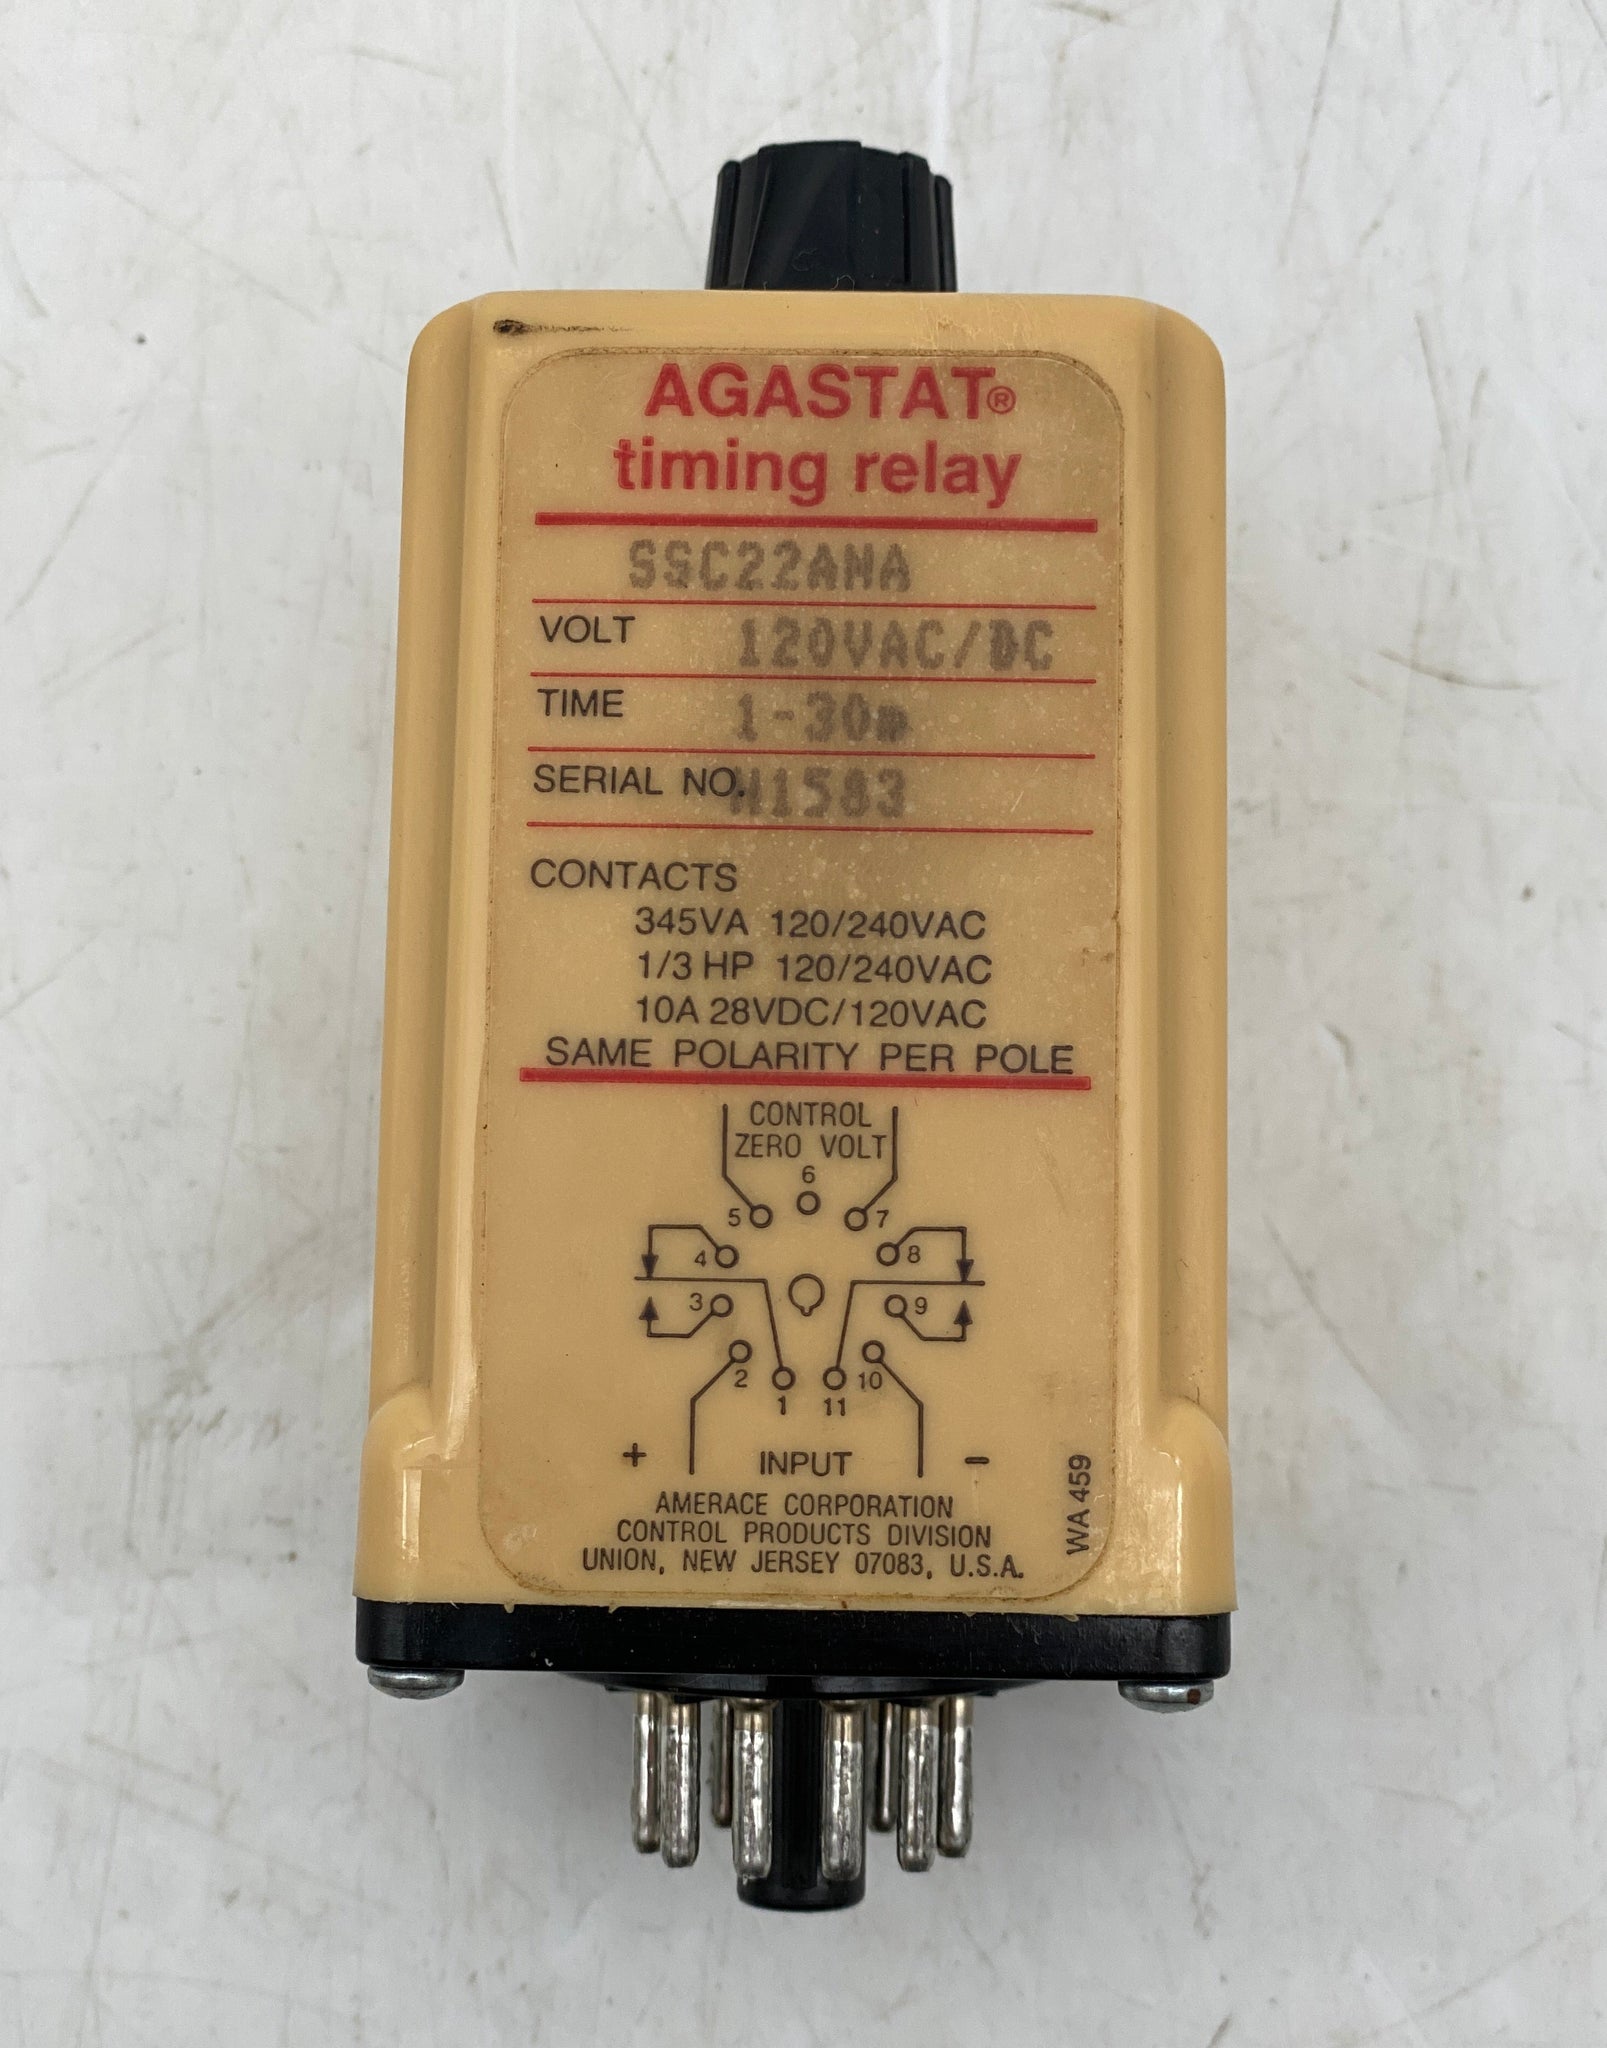 AGASTAT®
timing relay
SSC22AMA
VOLT 120VAC/DC
TIME 1-30m
SERIAL NO. 
CONTACTS
345VA 120/240VAC
1/3 HP 120/240VAC
10A 28VDC/120VAC
SAME POLARITY PER POLE
CONTROL
ZERO VOLT
6
5 7
4 8
3 9
2 10
1 11
+ INPUT -
AMERACE CORPORATION
CONTROL PRODUCTS DIVISION
UNION, NEW JERSEY 07083, U.S.A.
WA 459